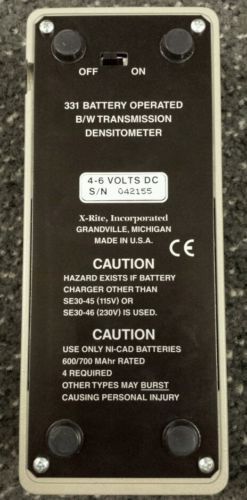 OFF ON
331 BATTERY OPERATED
B/W TRANSMISSION
DENSITOMETER
4-6 VOLTS DC
S/N 042155
X-Rite, Incorporated
GRANDVILLE, MICHIGAN
MADE IN U.S.A.
CE
CAUTION
HAZARD EXISTS IF BATTERY
CHARGER OTHER THAN
SE30-45 (115V) OR
SE30-46 (230V) IS USED.
CAUTION
USE ONLY NI-CAD BATTERIES
600/700 MAhr RATED
4 REQUIRED
OTHER TYPES MAY BURST
CAUSING PERSONAL INJURY